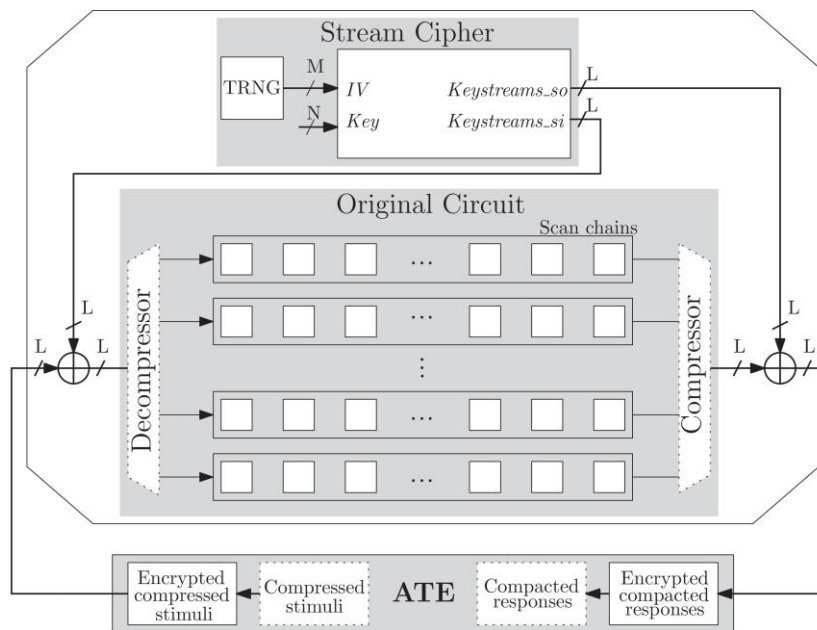 Stream Cipher
TRNG
M
N
IV
Key
Keystreams_so
Keystreams_si
L
L
Original Circuit
Scan chains
Decompressor
Compressor
...
...
...
...
...
L
L
L
L
L
L
Encrypted
compressed
stimuli
Compressed
stimuli
ATE
Compacted
responses
Encrypted
compacted
responses